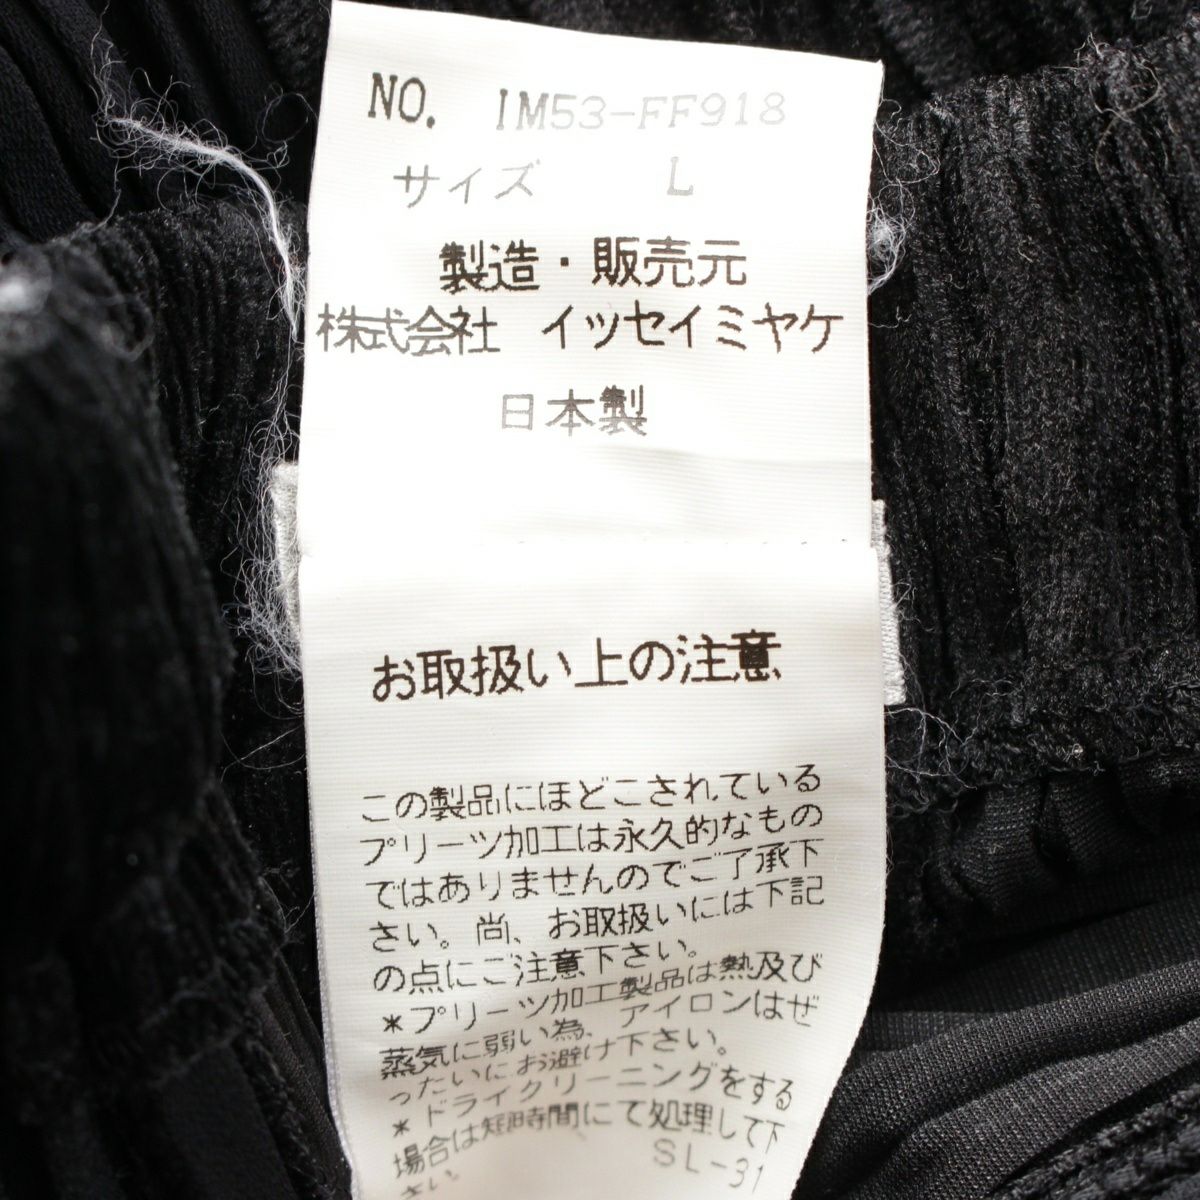 NO. IM53-FF918
サイズ L
製造・販売元
株式会社 イッセイミヤケ
日本製
お取扱い上の注意
この製品にほどこされている
プリーツ加工は永久的なもの
ではありませんのでご了承下
さい。尚、お取扱いには下記
の点にご注意下さい。
*プリーツ加工製品は熱及び
蒸気に弱い為、アイロンはぜ
ったいにお避け下さい。
*ドライクリーニングをする
場合は短時間にて処理して下
さい。
SL-31